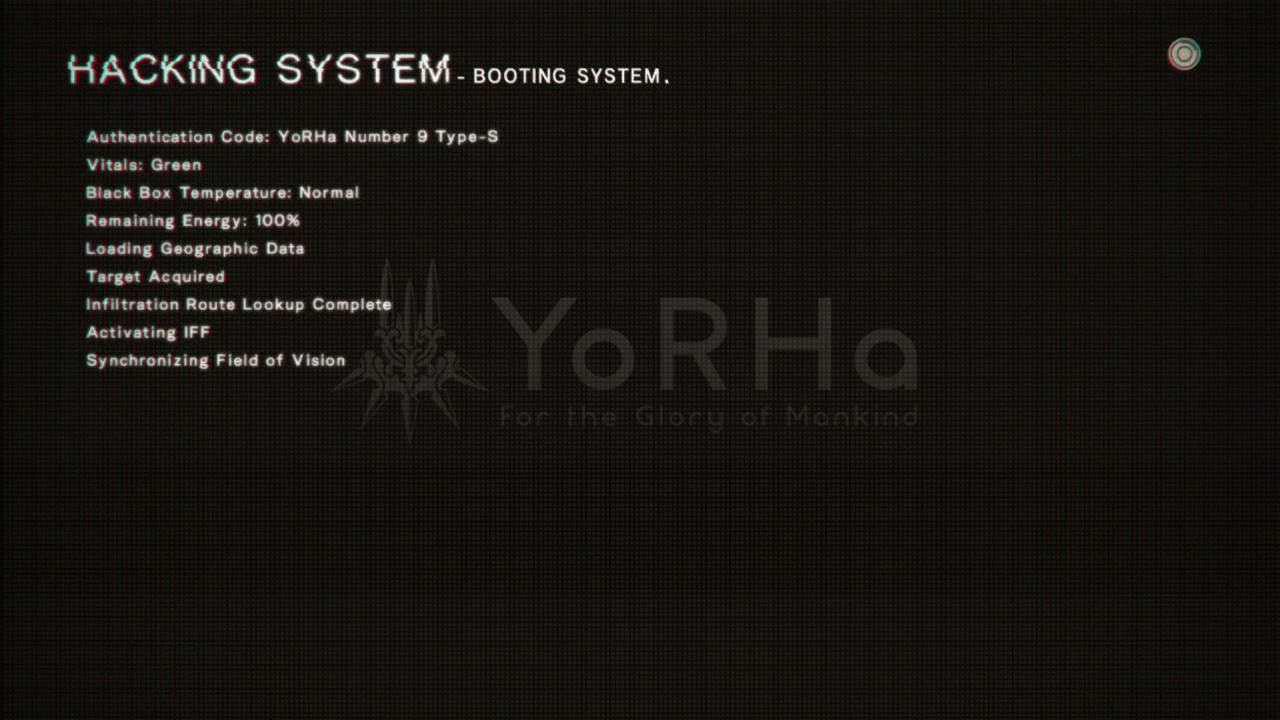 HACKING SYSTEM - BOOTING SYSTEM.
Authentication Code: YoRHa Number 9 Type-S
Vitals: Green
Black Box Temperature: Normal
Remaining Energy: 100%
Loading Geographic Data
Target Acquired
Infiltration Route Lookup Complete
Activating IFF
Synchronizing Field of Vision
YoRHa
For the Glory of Mankind